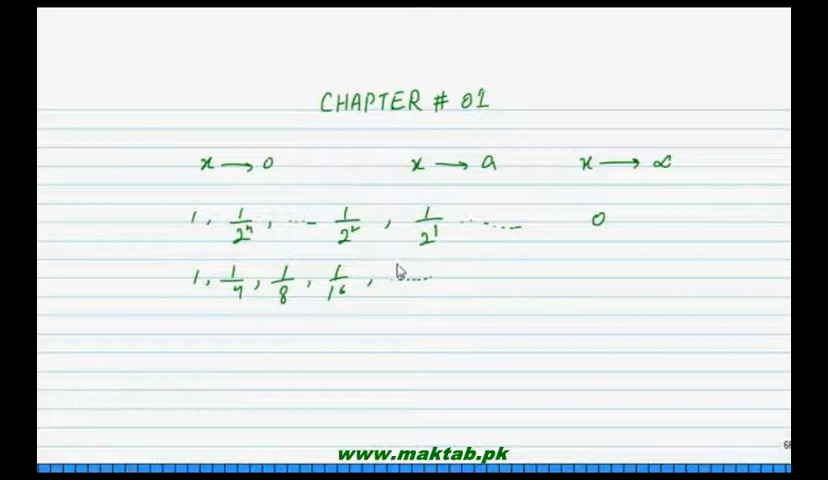 CHAPTER # 01
x → 0 x → a x → ∞
1, 1/2ⁿ, ... 1/2², 1/2¹ ....... 0
1, 1/4, 1/8, 1/16, .......
www.maktab.pk